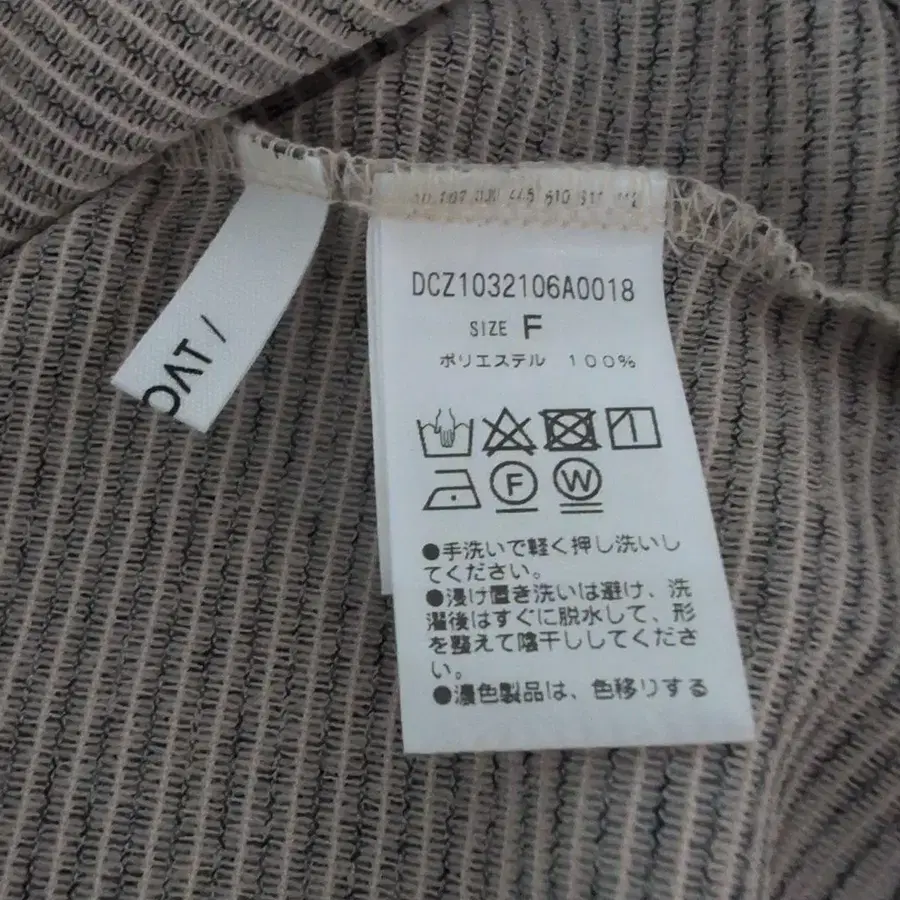 DCZ1032106A0018
SIZE F
ポリエステル 100%
F
W
●手洗いで軽く押し洗いし
てください。
●浸け置き洗いは避け、洗
濯後はすぐに脱水して、形
を整えて陰干ししてくださ
い。
●濃色製品は、色移りする